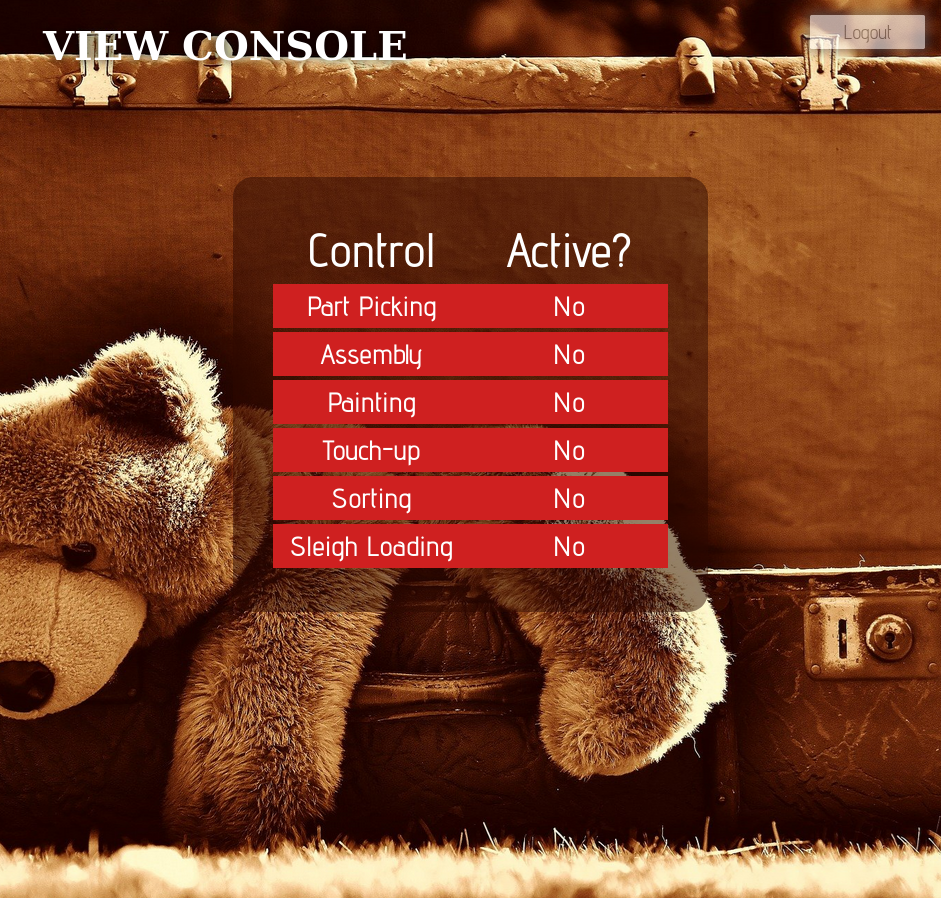 VIEW CONSOLE
Logout
Control Active?
Part Picking No
Assembly No
Painting No
Touch-up No
Sorting No
Sleigh Loading No